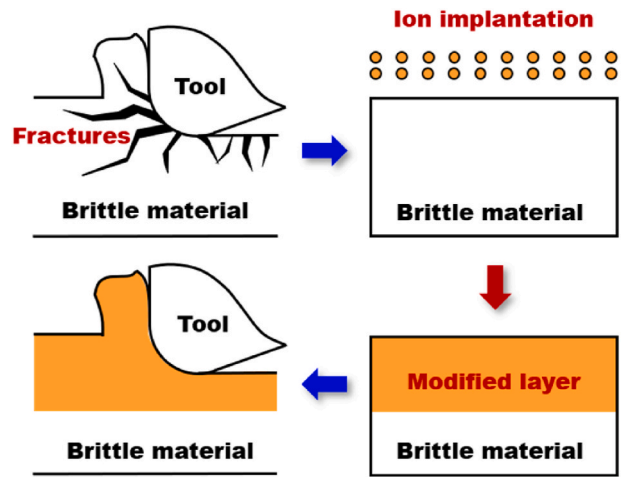 Ion implantation
Tool
Fractures
Brittle material
Brittle material
Tool
Modified layer
Brittle material
Brittle material